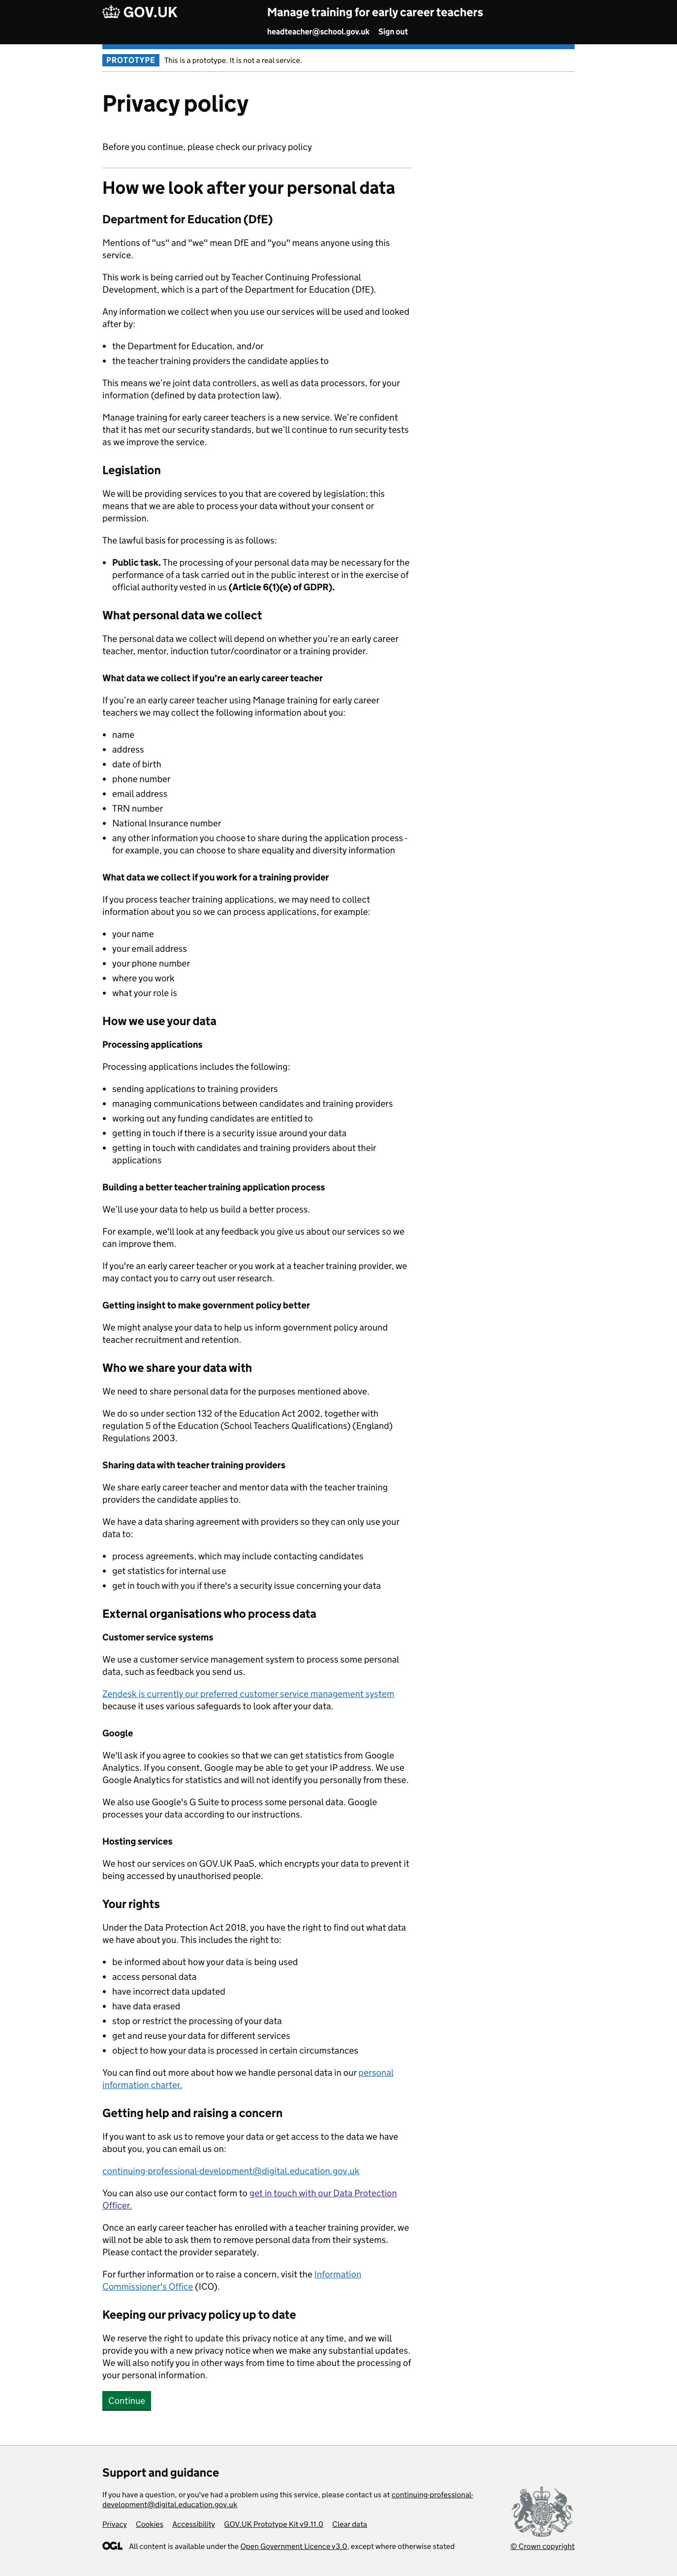 GOV.UK
Manage training for early career teachers
headteacher@school.gov.uk Sign out
PROTOTYPE This is a prototype. It is not a real service.
Privacy policy
Before you continue, please check our privacy policy
How we look after your personal data
Department for Education (DfE)
Mentions of "us" and "we" mean DfE and "you" means anyone using this
service.
This work is being carried out by Teacher Continuing Professional
Development, which is a part of the Department for Education (DfE).
Any information we collect when you use our services will be used and looked
after by:
• the Department for Education, and/or
• the teacher training providers the candidate applies to
This means we're joint data controllers, as well as data processors, for your
information (defined by data protection law).
Manage training for early career teachers is a new service. We're confident
that it has met our security standards, but we'll continue to run security tests
as we improve the service.
Legislation
We will be providing services to you that are covered by legislation; this
means that we are able to process your data without your consent or
permission.
The lawful basis for processing is as follows:
• Public task. The processing of your personal data may be necessary for the
performance of a task carried out in the public interest or in the exercise of
official authority vested in us (Article 6(1)(e) of GDPR).
What personal data we collect
The personal data we collect will depend on whether you're an early career
teacher, mentor, induction tutor/coordinator or a training provider.
What data we collect if you're an early career teacher
If you're an early career teacher using Manage training for early career
teachers we may collect the following information about you:
• name
• address
• date of birth
• phone number
• email address
• TRN number
• National Insurance number
• any other information you choose to share during the application process -
for example, you can choose to share equality and diversity information
What data we collect if you work for a training provider
If you process teacher training applications, we may need to collect
information about you so we can process applications, for example:
• your name
• your email address
• your phone number
• where you work
• what your role is
How we use your data
Processing applications
Processing applications includes the following:
• sending applications to training providers
• managing communications between candidates and training providers
• working out any funding candidates are entitled to
• getting in touch if there is a security issue around your data
• getting in touch with candidates and training providers about their
applications
Building a better teacher training application process
We'll use your data to help us build a better process.
For example, we'll look at any feedback you give us about our services so we
can improve them.
If you're an early career teacher or you work at a teacher training provider, we
may contact you to carry out user research.
Getting insight to make government policy better
We might analyse your data to help us inform government policy around
teacher recruitment and retention.
Who we share your data with
We need to share personal data for the purposes mentioned above.
We do so under section 132 of the Education Act 2002, together with
regulation 5 of the Education (School Teachers Qualifications) (England)
Regulations 2003.
Sharing data with teacher training providers
We share early career teacher and mentor data with the teacher training
providers the candidate applies to.
We have a data sharing agreement with providers so they can only use your
data to:
• process agreements, which may include contacting candidates
• get statistics for internal use
• get in touch with you if there's a security issue concerning your data
External organisations who process data
Customer service systems
We use a customer service management system to process some personal
data, such as feedback you send us.
Zendesk is currently our preferred customer service management system
because it uses various safeguards to look after your data.
Google
We'll ask if you agree to cookies so that we can get statistics from Google
Analytics. If you consent, Google may be able to get your IP address. We use
Google Analytics for statistics and will not identify you personally from these.
We also use Google's G Suite to process some personal data. Google
processes your data according to our instructions.
Hosting services
We host our services on GOV.UK PaaS, which encrypts your data to prevent it
being accessed by unauthorised people.
Your rights
Under the Data Protection Act 2018, you have the right to find out what data
we have about you. This includes the right to:
• be informed about how your data is being used
• access personal data
• have incorrect data updated
• have data erased
• stop or restrict the processing of your data
• get and reuse your data for different services
• object to how your data is processed in certain circumstances
You can find out more about how we handle personal data in our personal
information charter.
Getting help and raising a concern
If you want to ask us to remove your data or get access to the data we have
about you, you can email us on:
continuing-professional-development@digital.education.gov.uk
You can also use our contact form to get in touch with our Data Protection
Officer.
Once an early career teacher has enrolled with a teacher training provider, we
will not be able to ask them to remove personal data from their systems.
Please contact the provider separately.
For further information or to raise a concern, visit the Information
Commissioner's Office (ICO).
Keeping our privacy policy up to date
We reserve the right to update this privacy notice at any time, and we will
provide you with a new privacy notice when we make any substantial updates.
We will also notify you in other ways from time to time about the processing of
your personal information.
Continue
Support and guidance
If you have a question, or you've had a problem using this service, please contact us at continuing-professional-
development@digital.education.gov.uk
Privacy Cookies Accessibility GOV.UK Prototype Kit v9.11.0 Clear data
OGL All content is available under the Open Government Licence v3.0, except where otherwise stated
© Crown copyright